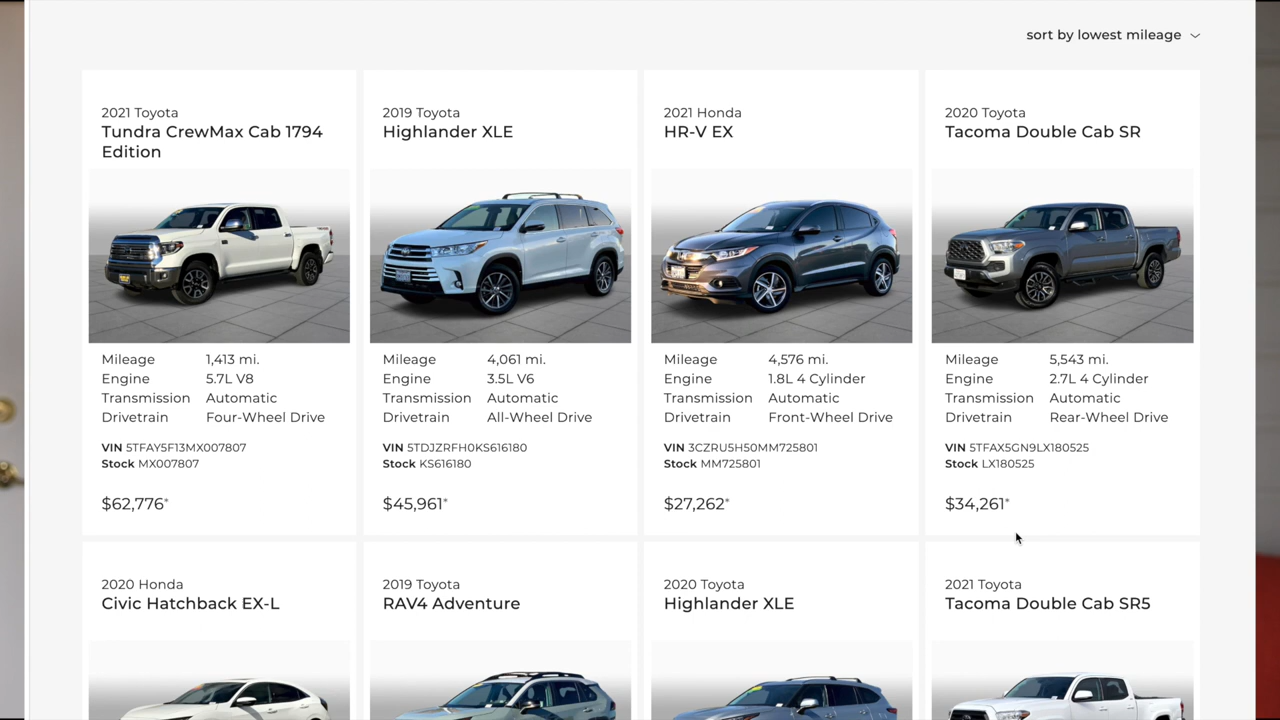 sort by lowest mileage
2021 Toyota
Tundra CrewMax Cab 1794
Edition
Mileage 1,413 mi.
Engine 5.7L V8
Transmission Automatic
Drivetrain Four-Wheel Drive
VIN 5TFAY5F13MX007807
Stock MX007807
$62,776*
2019 Toyota
Highlander XLE
Mileage 4,061 mi.
Engine 3.5L V6
Transmission Automatic
Drivetrain All-Wheel Drive
VIN 5TDJZRFH0KS616180
Stock KS616180
$45,961*
2021 Honda
HR-V EX
Mileage 4,576 mi.
Engine 1.8L 4 Cylinder
Transmission Automatic
Drivetrain Front-Wheel Drive
VIN 3CZRU5H50MM725801
Stock MM725801
$27,262*
2020 Toyota
Tacoma Double Cab SR
Mileage 5,543 mi.
Engine 2.7L 4 Cylinder
Transmission Automatic
Drivetrain Rear-Wheel Drive
VIN 5TFAX5GN9LX180525
Stock LX180525
$34,261*
2020 Honda
Civic Hatchback EX-L
2019 Toyota
RAV4 Adventure
2020 Toyota
Highlander XLE
2021 Toyota
Tacoma Double Cab SR5